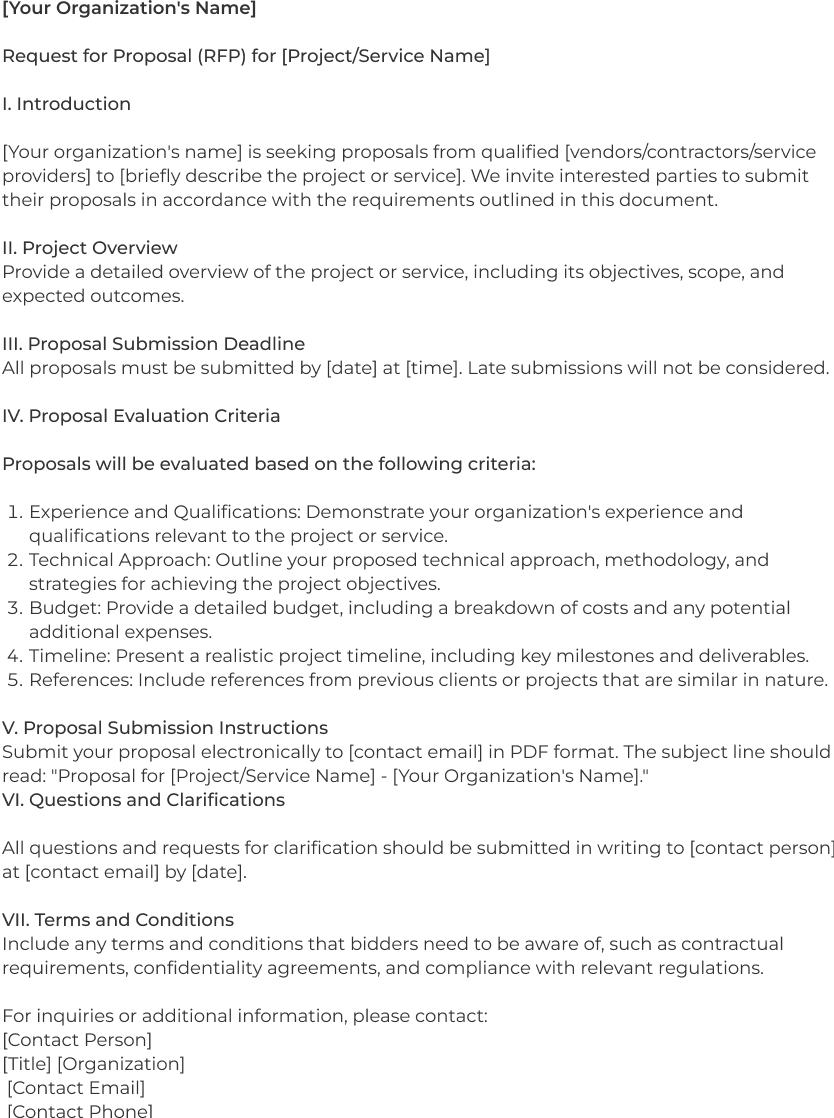 [Your Organization's Name]
Request for Proposal (RFP) for [Project/Service Name]
I. Introduction
[Your organization's name] is seeking proposals from qualified [vendors/contractors/service
providers] to [briefly describe the project or service]. We invite interested parties to submit
their proposals in accordance with the requirements outlined in this document.
II. Project Overview
Provide a detailed overview of the project or service, including its objectives, scope, and
expected outcomes.
III. Proposal Submission Deadline
All proposals must be submitted by [date] at [time]. Late submissions will not be considered.
IV. Proposal Evaluation Criteria
Proposals will be evaluated based on the following criteria:
1. Experience and Qualifications: Demonstrate your organization's experience and
qualifications relevant to the project or service.
2. Technical Approach: Outline your proposed technical approach, methodology, and
strategies for achieving the project objectives.
3. Budget: Provide a detailed budget, including a breakdown of costs and any potential
additional expenses.
4. Timeline: Present a realistic project timeline, including key milestones and deliverables.
5. References: Include references from previous clients or projects that are similar in nature.
V. Proposal Submission Instructions
Submit your proposal electronically to [contact email] in PDF format. The subject line should
read: "Proposal for [Project/Service Name] - [Your Organization's Name]."
VI. Questions and Clarifications
All questions and requests for clarification should be submitted in writing to [contact person]
at [contact email] by [date].
VII. Terms and Conditions
Include any terms and conditions that bidders need to be aware of, such as contractual
requirements, confidentiality agreements, and compliance with relevant regulations.
For inquiries or additional information, please contact:
[Contact Person]
[Title] [Organization]
[Contact Email]
[Contact Phone]